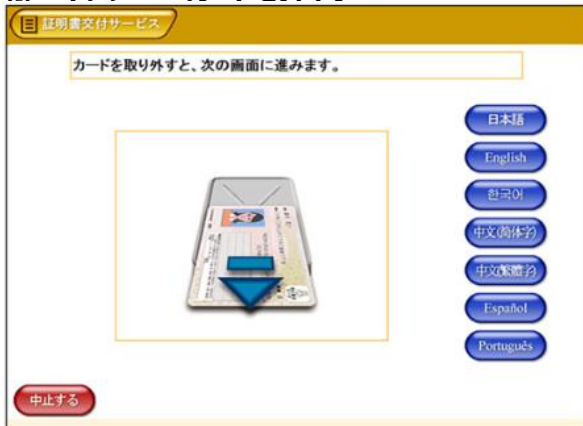 証明書交付サービス
カードを取り外すと、次の画面に進みます。
日本語
English
한국어
中文(简体字)
中文(繁體字)
Español
Português
中止する